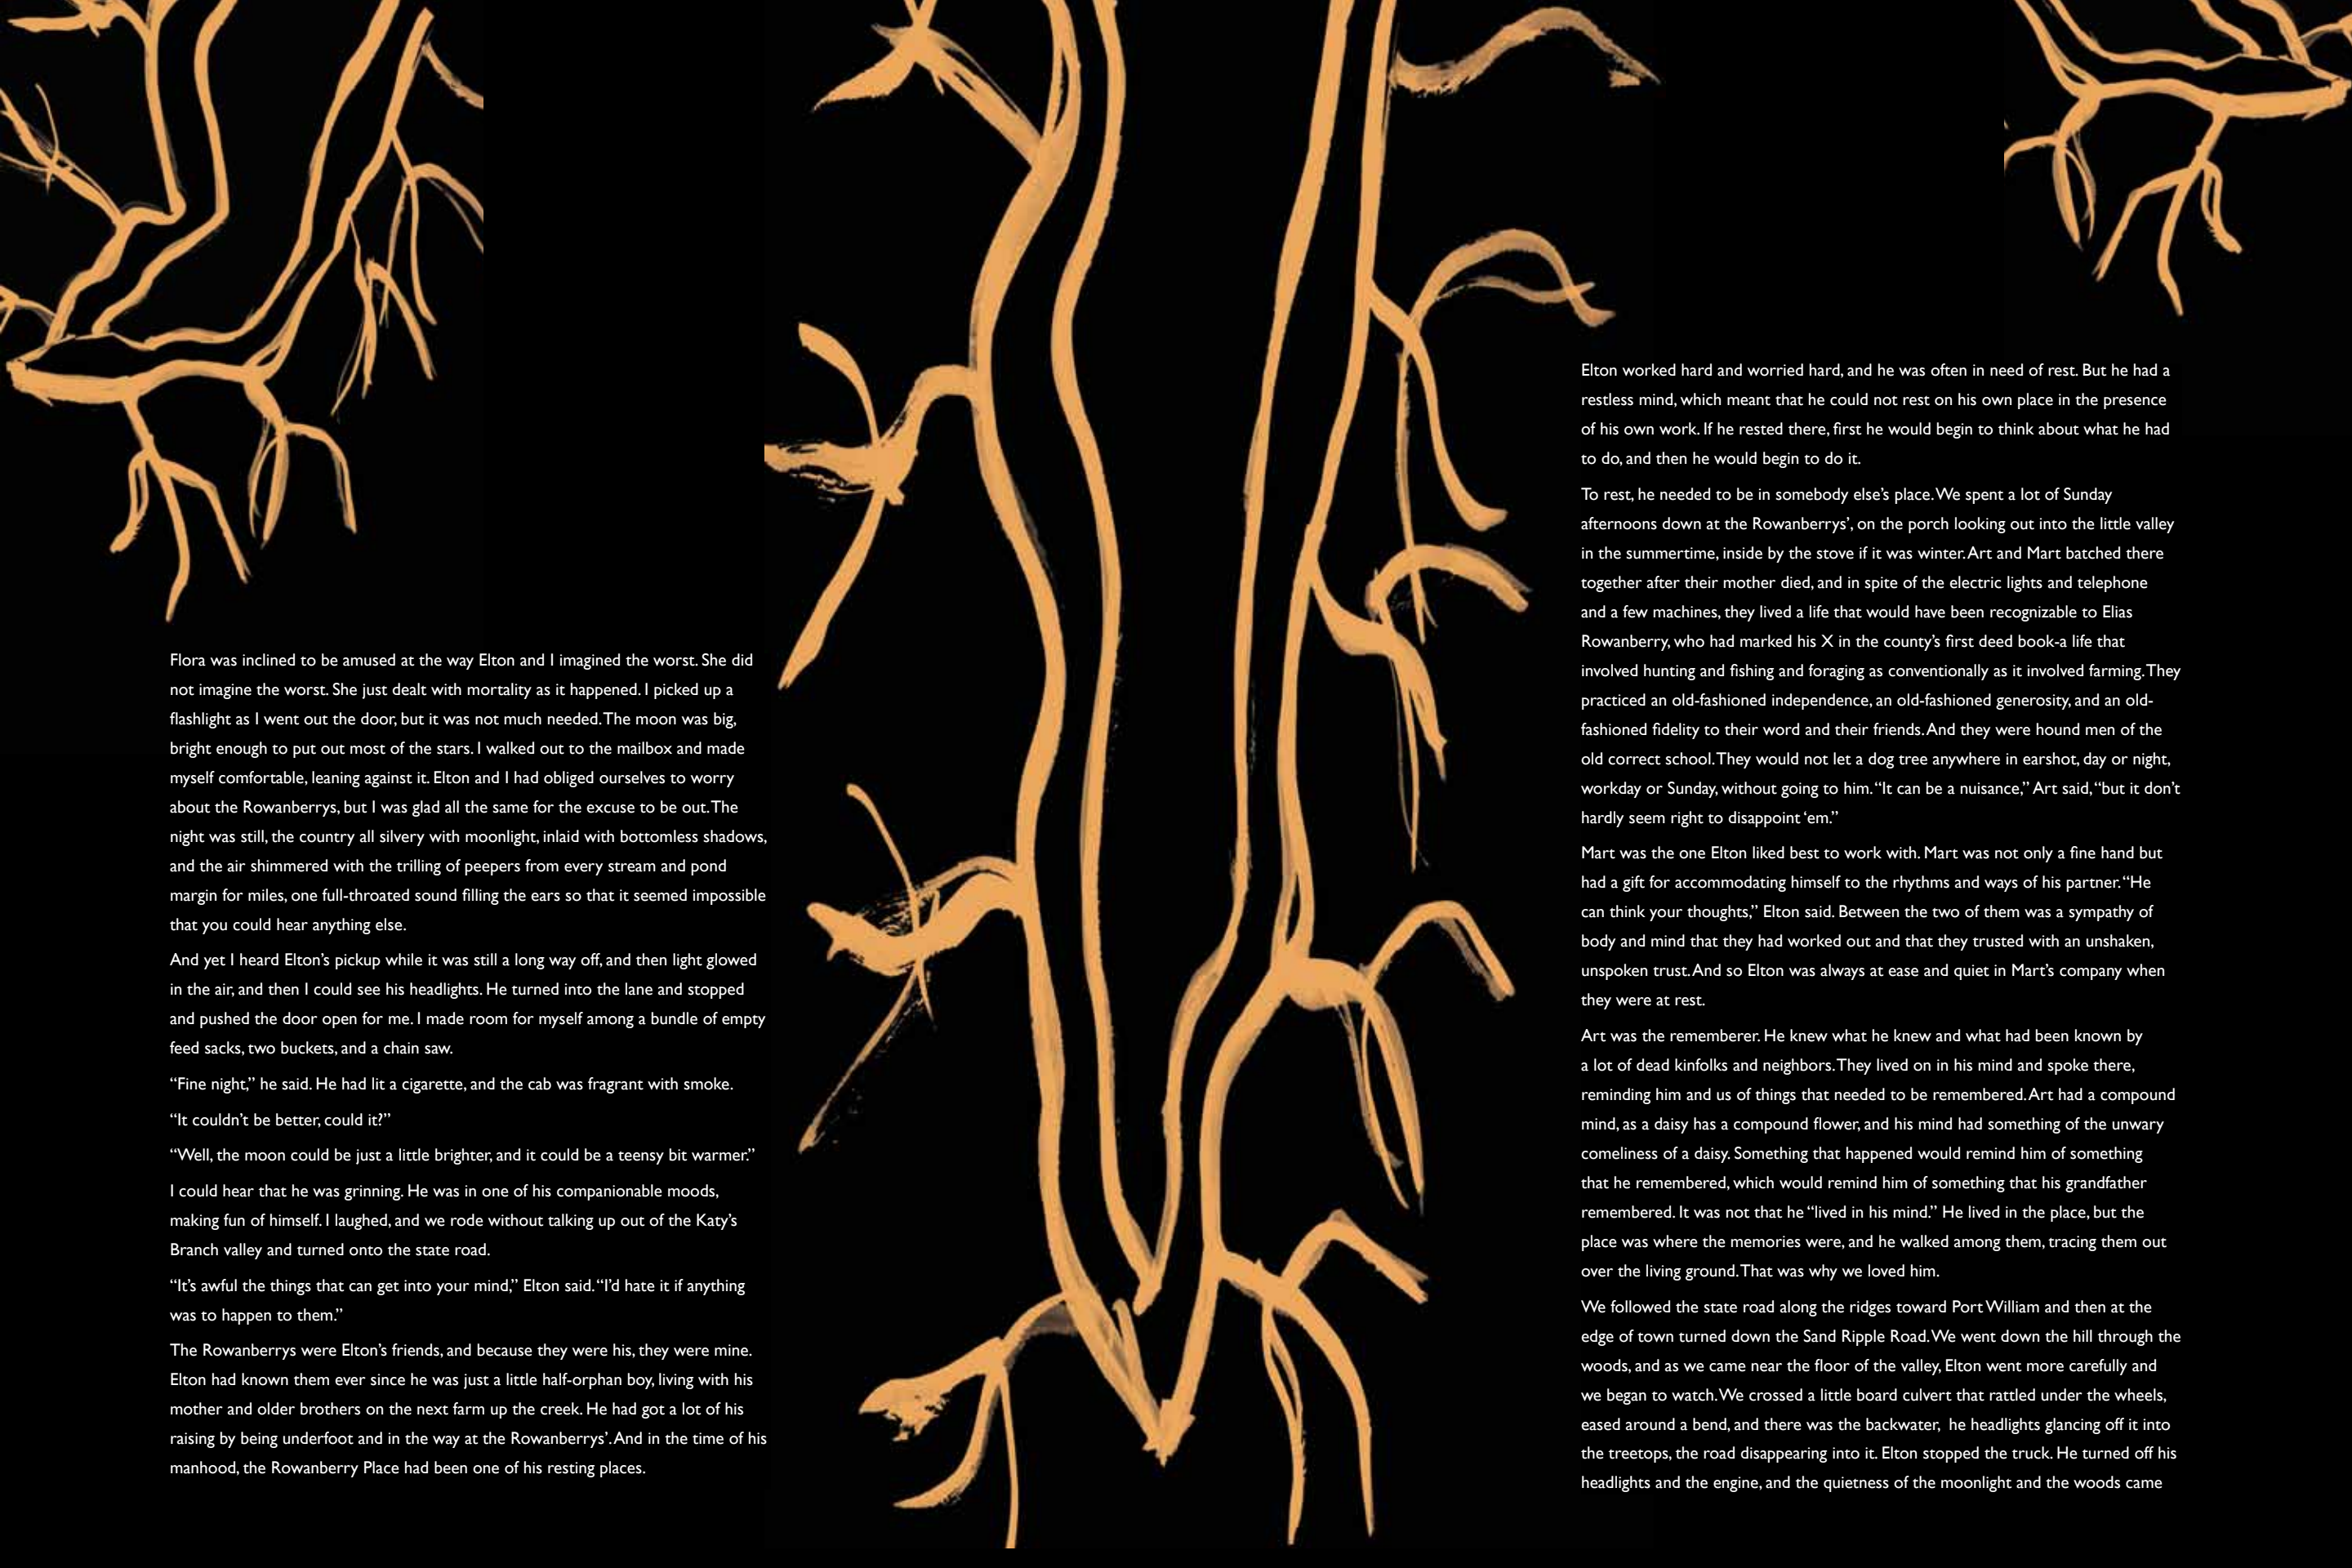 Flora was inclined to be amused at the way Elton and I imagined the worst. She did
not imagine the worst. She just dealt with mortality as it happened. I picked up a
flashlight as I went out the door, but it was not much needed. The moon was big,
bright enough to put out most of the stars. I walked out to the mailbox and made
myself comfortable, leaning against it. Elton and I had obliged ourselves to worry
about the Rowanberrys, but I was glad all the same for the excuse to be out. The
night was still, the country all silvery with moonlight, inlaid with bottomless shadows,
and the air shimmered with the trilling of peepers from every stream and pond
margin for miles, one full-throated sound filling the ears so that it seemed impossible
that you could hear anything else.
And yet I heard Elton’s pickup while it was still a long way off, and then light glowed
in the air, and then I could see his headlights. He turned into the lane and stopped
and pushed the door open for me. I made room for myself among a bundle of empty
feed sacks, two buckets, and a chain saw.
“Fine night,” he said. He had lit a cigarette, and the cab was fragrant with smoke.
“It couldn’t be better, could it?”
“Well, the moon could be just a little brighter, and it could be a teensy bit warmer.”
I could hear that he was grinning. He was in one of his companionable moods,
making fun of himself. I laughed, and we rode without talking up out of the Katy’s
Branch valley and turned onto the state road.
“It’s awful the things that can get into your mind,” Elton said. “I’d hate it if anything
was to happen to them.”
The Rowanberrys were Elton’s friends, and because they were his, they were mine.
Elton had known them ever since he was just a little half-orphan boy, living with his
mother and older brothers on the next farm up the creek. He had got a lot of his
raising by being underfoot and in the way at the Rowanberrys’. And in the time of his
manhood, the Rowanberry Place had been one of his resting places.
Elton worked hard and worried hard, and he was often in need of rest. But he had a
restless mind, which meant that he could not rest on his own place in the presence
of his own work. If he rested there, first he would begin to think about what he had
to do, and then he would begin to do it.
To rest, he needed to be in somebody else’s place. We spent a lot of Sunday
afternoons down at the Rowanberrys’, on the porch looking out into the little valley
in the summertime, inside by the stove if it was winter. Art and Mart batched there
together after their mother died, and in spite of the electric lights and telephone
and a few machines, they lived a life that would have been recognizable to Elias
Rowanberry, who had marked his X in the county’s first deed book-a life that
involved hunting and fishing and foraging as conventionally as it involved farming. They
practiced an old-fashioned independence, an old-fashioned generosity, and an old-
fashioned fidelity to their word and their friends. And they were hound men of the
old correct school. They would not let a dog tree anywhere in earshot, day or night,
workday or Sunday, without going to him. “It can be a nuisance,” Art said, “but it don’t
hardly seem right to disappoint ‘em.”
Mart was the one Elton liked best to work with. Mart was not only a fine hand but
had a gift for accommodating himself to the rhythms and ways of his partner. “He
can think your thoughts,” Elton said. Between the two of them was a sympathy of
body and mind that they had worked out and that they trusted with an unshaken,
unspoken trust. And so Elton was always at ease and quiet in Mart’s company when
they were at rest.
Art was the rememberer. He knew what he knew and what had been known by
a lot of dead kinfolks and neighbors. They lived on in his mind and spoke there,
reminding him and us of things that needed to be remembered. Art had a compound
mind, as a daisy has a compound flower, and his mind had something of the unwary
comeliness of a daisy. Something that happened would remind him of something
that he remembered, which would remind him of something that his grandfather
remembered. It was not that he “lived in his mind.” He lived in the place, but the
place was where the memories were, and he walked among them, tracing them out
over the living ground. That was why we loved him.
We followed the state road along the ridges toward Port William and then at the
edge of town turned down the Sand Ripple Road. We went down the hill through the
woods, and as we came near the floor of the valley, Elton went more carefully and
we began to watch. We crossed a little board culvert that rattled under the wheels,
eased around a bend, and there was the backwater, he headlights glancing off it into
the treetops, the road disappearing into it. Elton stopped the truck. He turned off his
headlights and the engine, and the quietness of the moonlight and the woods came